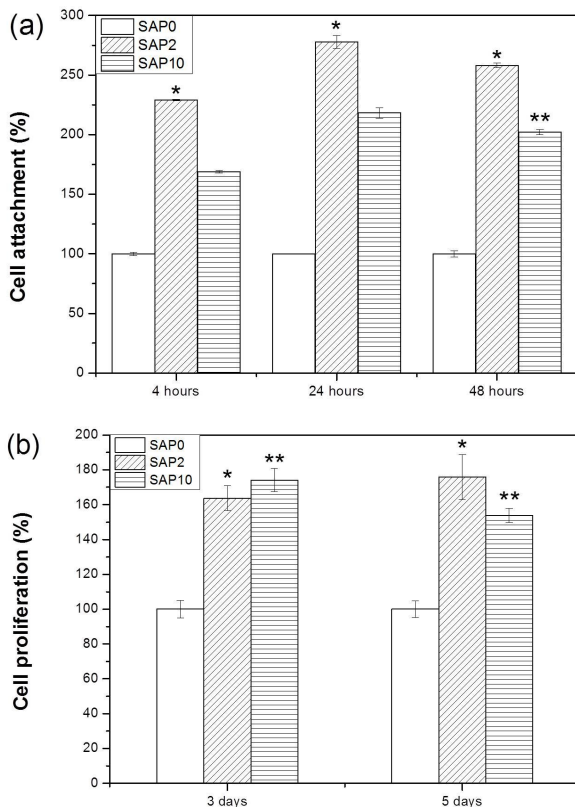 (a)
300
250
200
150
100
50
0
Cell attachment (%)
SAP0
SAP2
SAP10
*
*
*
**
4 hours 24 hours 48 hours
(b)
200
180
160
140
120
100
80
60
40
20
0
Cell proliferation (%)
SAP0
SAP2
SAP10
*
**
*
**
3 days 5 days